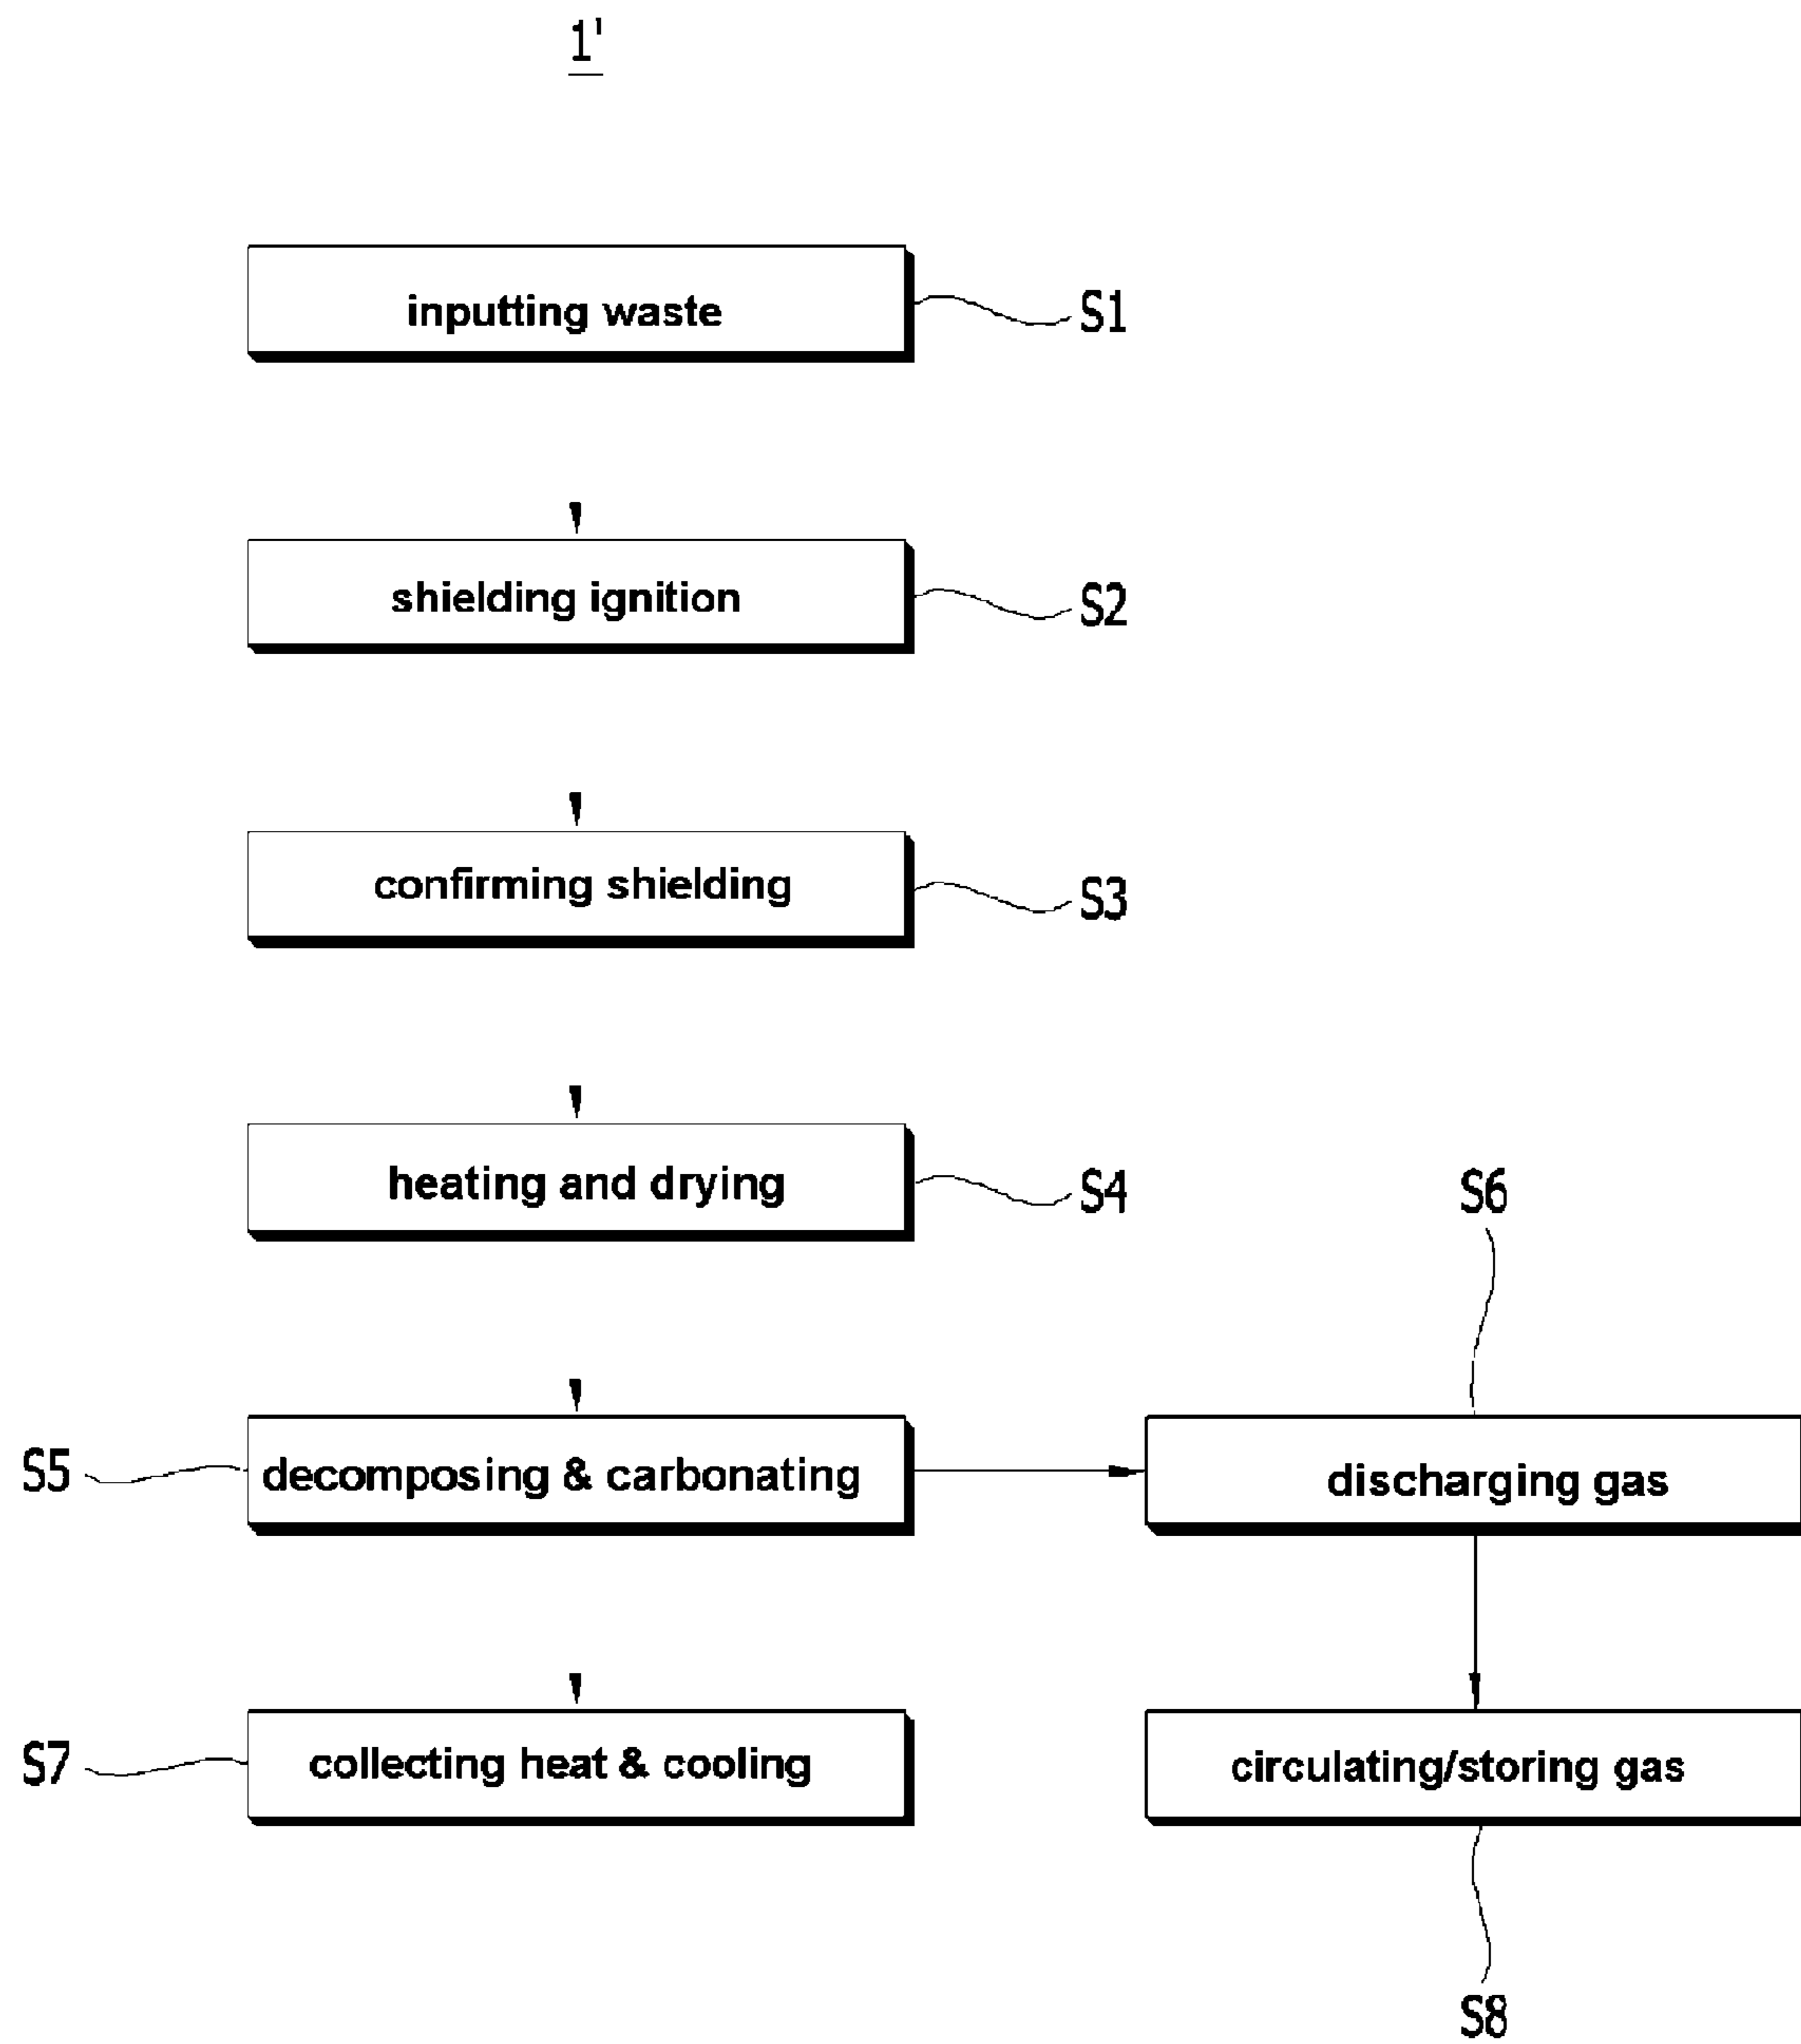 1'
inputting waste
S1
shielding ignition
S2
confirming shielding
S3
heating and drying
S4
S6
S5
decomposing & carbonating
discharging gas
S7
collecting heat & cooling
circulating/storing gas
S8